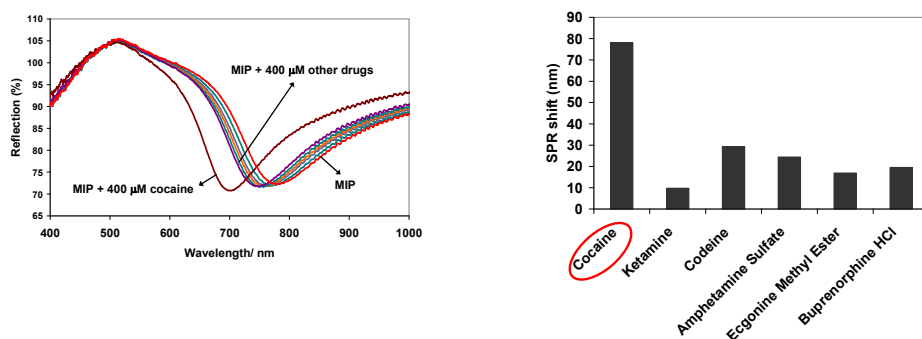 110
105
100
95
90
85
80
75
70
65
Reflection (%)
MIP + 400 µM other drugs
MIP + 400 µM cocaine
MIP
400 500 600 700 800 900 1000
Wavelength/ nm
90
80
70
60
50
40
30
20
10
0
SPR shift (nm)
Cocaine
Ketamine
Codeine
Amphetamine Sulfate
Ecgonine Methyl Ester
Buprenorphine HCl